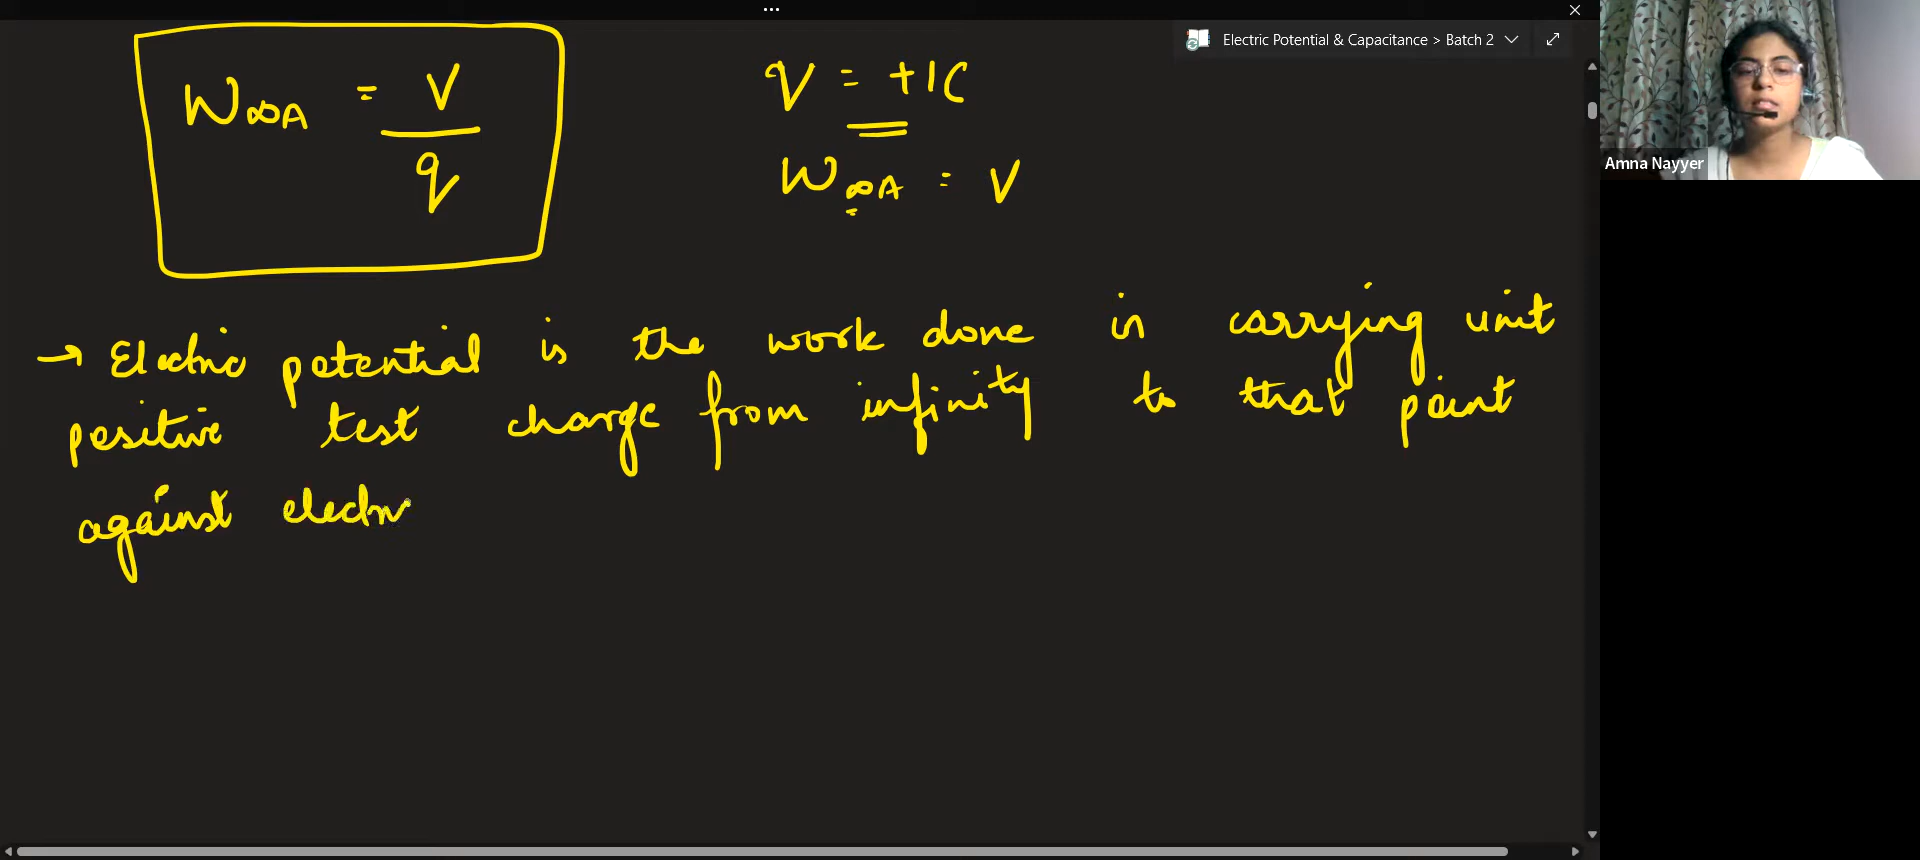 Electric Potential & Capacitance > Batch 2
W∞A = V / q
V = +1C
W∞A = V
Amna Nayyer
→ Electric potential is the work done in carrying unit
positive test charge from infinity to that point
against electri